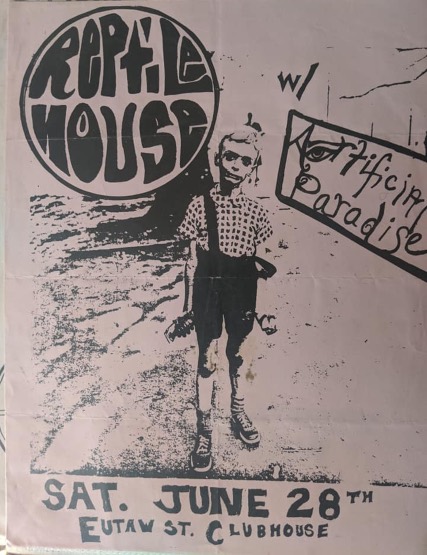 REPTiLE
HOUSE
w/
Artificial
Paradise
SAT. JUNE 28TH
EUTAW ST. CLUBHOUSE